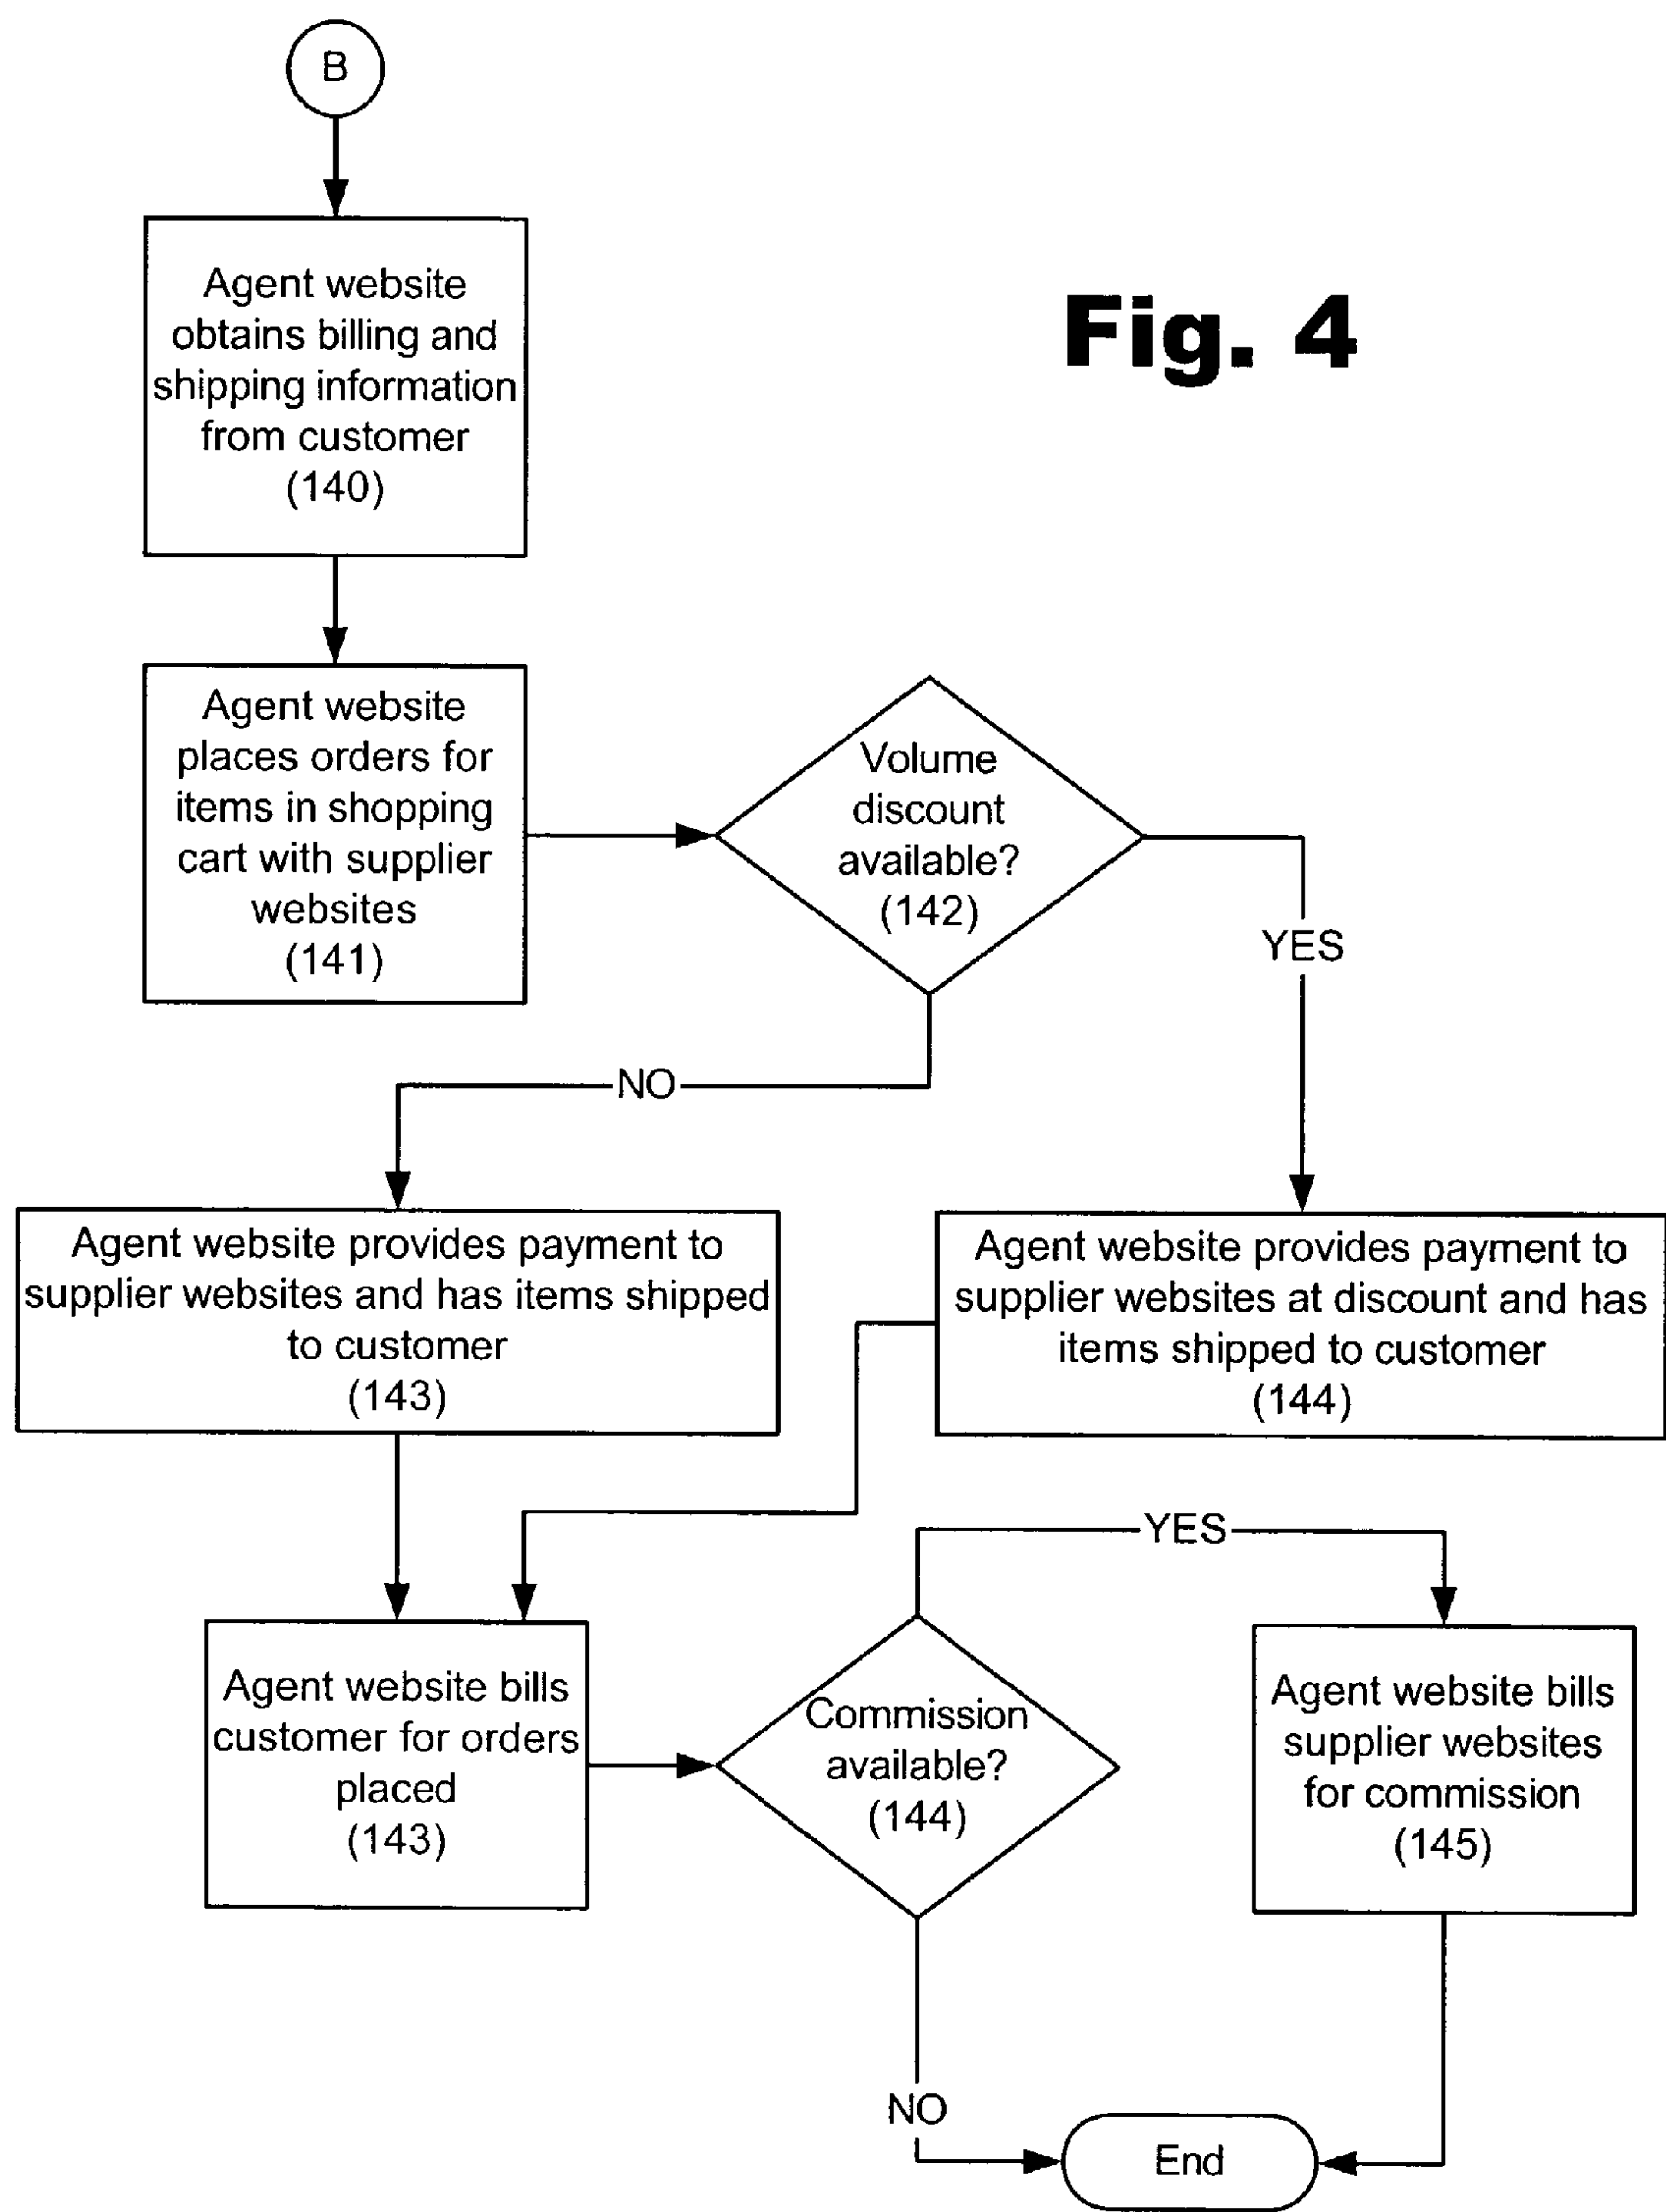 B
Agent website
obtains billing and
shipping information
from customer
(140)
Fig. 4
Agent website
places orders for
items in shopping
cart with supplier
websites
(141)
Volume
discount
available?
(142)
YES
NO
Agent website provides payment to
supplier websites and has items shipped
to customer
(143)
Agent website provides payment to
supplier websites at discount and has
items shipped to customer
(144)
YES
Agent website bills
customer for orders
placed
(143)
Commission
available?
(144)
Agent website bills
supplier websites
for commission
(145)
NO
End